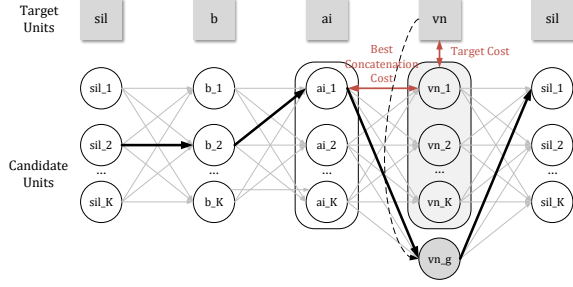 Target
Units
sil
b
ai
vn
sil
Best
Concatenation
Cost
Target Cost
sil_1
b_1
ai_1
vn_1
sil_1
Candidate
Units
sil_2
b_2
ai_2
vn_2
sil_2
...
...
...
...
...
sil_K
b_K
ai_K
vn_K
sil_K
vn_g